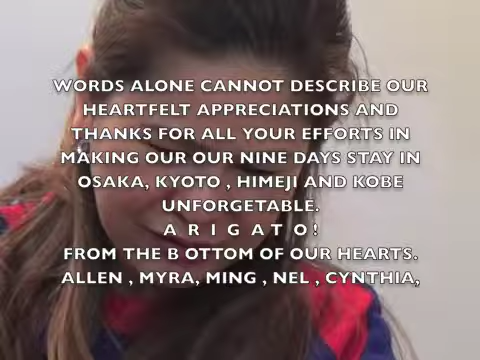 WORDS ALONE CANNOT DESCRIBE OUR
HEARTFELT APPRECIATIONS AND
THANKS FOR ALL YOUR EFFORTS IN
MAKING OUR OUR NINE DAYS STAY IN
OSAKA, KYOTO , HIMEJI AND KOBE
UNFORGETABLE.
A R I G A T O!
FROM THE B OTTOM OF OUR HEARTS.
ALLEN , MYRA, MING , NEL , CYNTHIA,